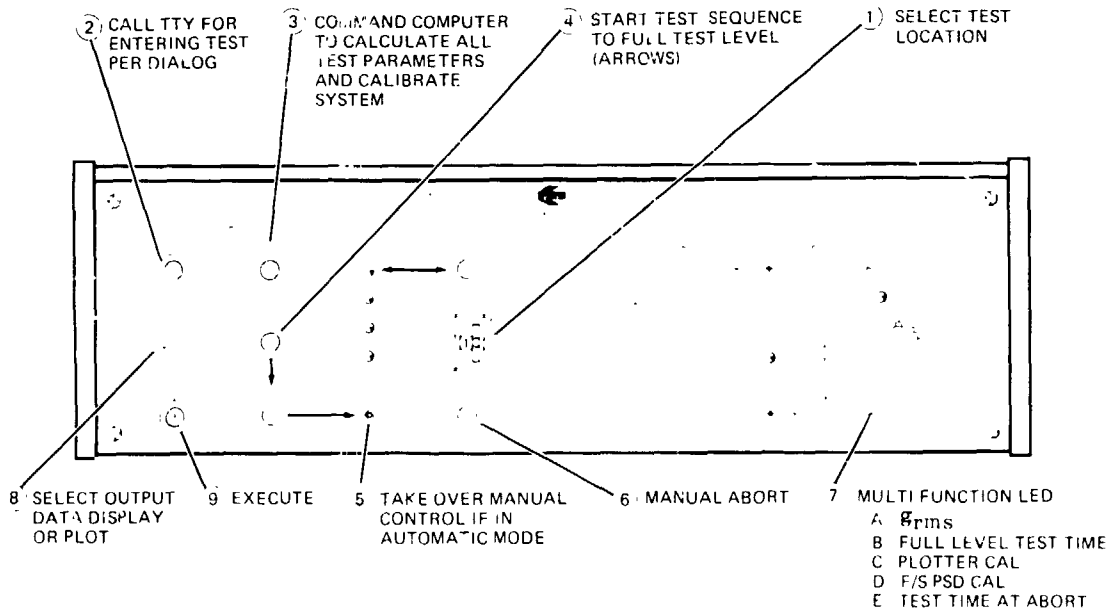 2 CALL TTY FOR
ENTERING TEST
PER DIALOG
3 COMMAND COMPUTER
TO CALCULATE ALL
TEST PARAMETERS
AND CALIBRATE
SYSTEM
4 START TEST SEQUENCE
TO FULL TEST LEVEL
(ARROWS)
1 SELECT TEST
LOCATION
8 SELECT OUTPUT
DATA DISPLAY
OR PLOT
9 EXECUTE
5 TAKE OVER MANUAL
CONTROL IF IN
AUTOMATIC MODE
6 MANUAL ABORT
7 MULTI FUNCTION LED
A grms
B FULL LEVEL TEST TIME
C PLOTTER CAL
D F/S PSD CAL
E TEST TIME AT ABORT